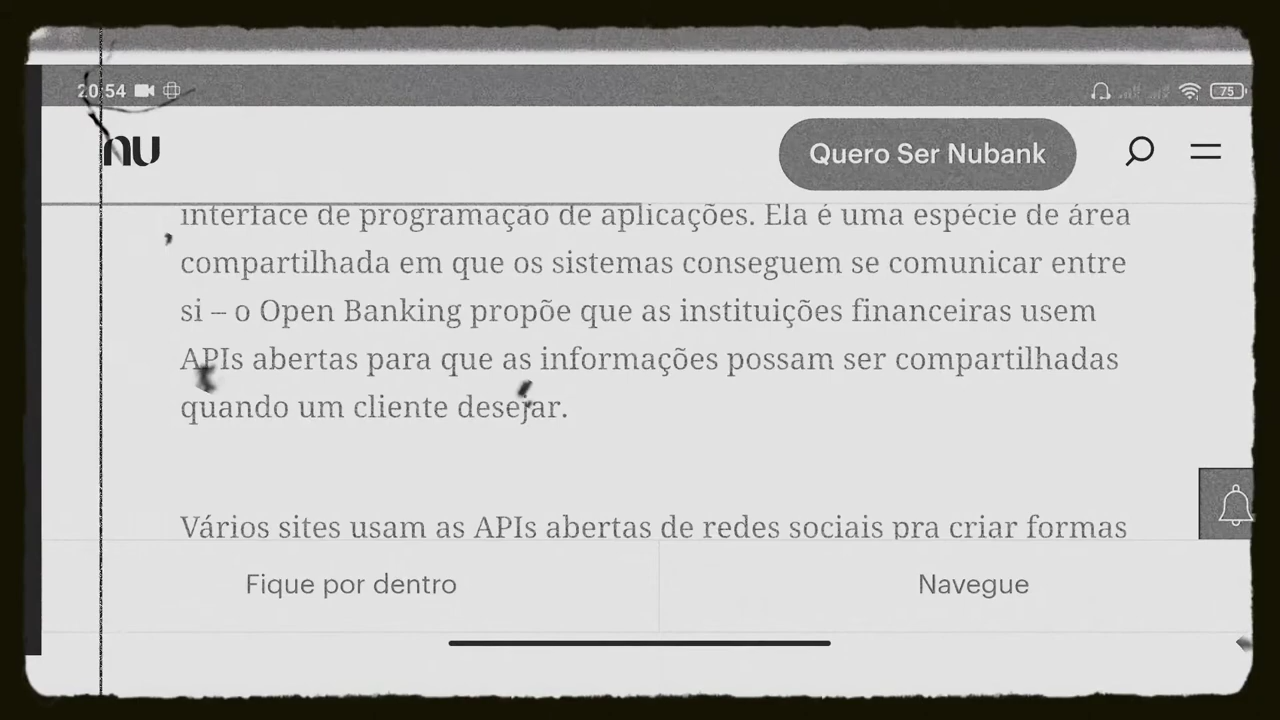 20:54
75
nu
Quero Ser Nubank
interface de programação de aplicações. Ela é uma espécie de área
compartilhada em que os sistemas conseguem se comunicar entre
si – o Open Banking propõe que as instituições financeiras usem
APIs abertas para que as informações possam ser compartilhadas
quando um cliente desejar.
Vários sites usam as APIs abertas de redes sociais pra criar formas
Fique por dentro
Navegue